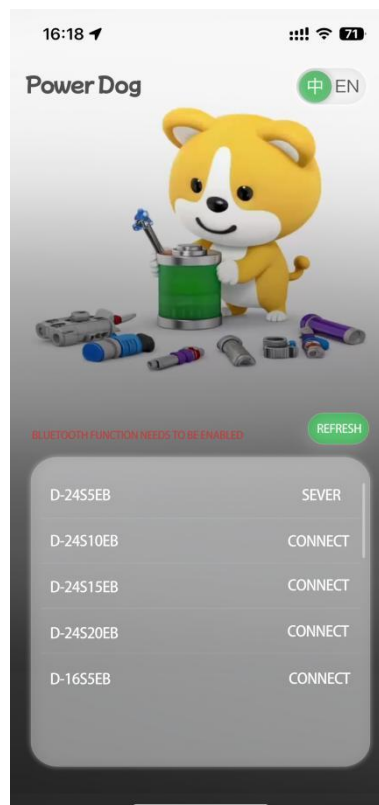 16:18
71
Power Dog
中 EN
BLUETOOTH FUNCTION NEEDS TO BE ENABLED
REFRESH
D-24S5EB SEVER
D-24S10EB CONNECT
D-24S15EB CONNECT
D-24S20EB CONNECT
D-16S5EB CONNECT